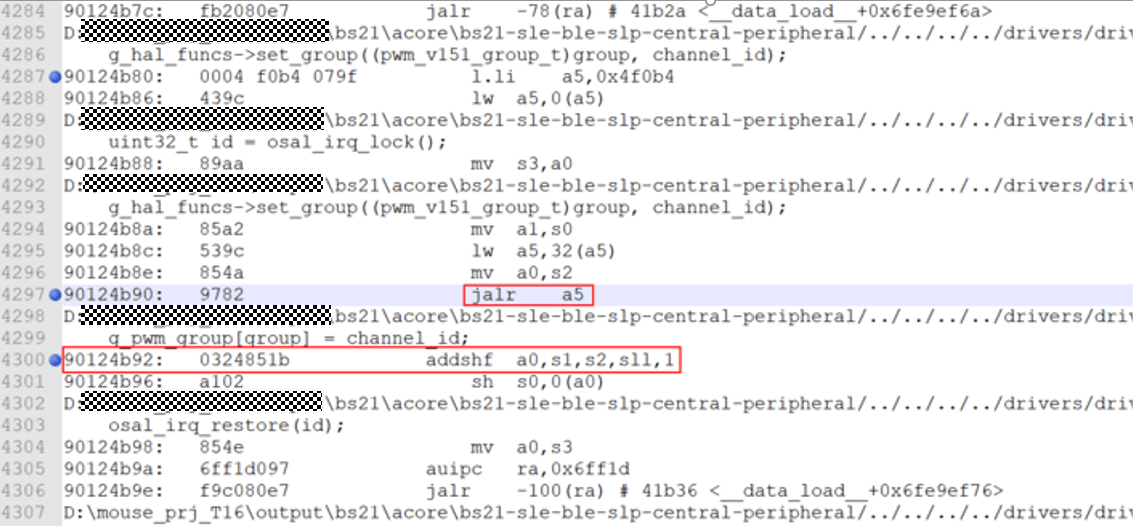 4284 90124b7c: fb2080e7 jalr -78(ra) # 41b2a <__data_load__+0x6fe9ef6a>
4285 D: \bs21\acore\bs21-sle-ble-slp-central-peripheral/../../../../drivers/driv
4286 g_hal_funcs->set_group((pwm_v151_group_t)group, channel_id);
4287 90124b80: 0004 f0b4 079f l.li a5,0x4f0b4
4288 90124b86: 439c lw a5,0(a5)
4289 D: \bs21\acore\bs21-sle-ble-slp-central-peripheral/../../../../drivers/driv
4290 uint32_t id = osal_irq_lock();
4291 90124b88: 89aa mv s3,a0
4292 D: \bs21\acore\bs21-sle-ble-slp-central-peripheral/../../../../drivers/driv
4293 g_hal_funcs->set_group((pwm_v151_group_t)group, channel_id);
4294 90124b8a: 85a2 mv a1,s0
4295 90124b8c: 539c lw a5,32(a5)
4296 90124b8e: 854a mv a0,s2
4297 90124b90: 9782 jalr a5
4298 D: \bs21\acore\bs21-sle-ble-slp-central-peripheral/../../../../drivers/driv
4299 g_pwm_group[group] = channel_id;
4300 90124b92: 0324851b addshf a0,s1,s2,sll,1
4301 90124b96: a102 sh s0,0(a0)
4302 D: \bs21\acore\bs21-sle-ble-slp-central-peripheral/../../../../drivers/driv
4303 osal_irq_restore(id);
4304 90124b98: 854e mv a0,s3
4305 90124b9a: 6ff1d097 auipc ra,0x6ff1d
4306 90124b9e: f9c080e7 jalr -100(ra) # 41b36 <__data_load__+0x6fe9ef76>
4307 D:\mouse_prj_T16\output\bs21\acore\bs21-sle-ble-slp-central-peripheral/../../../../drivers/driv